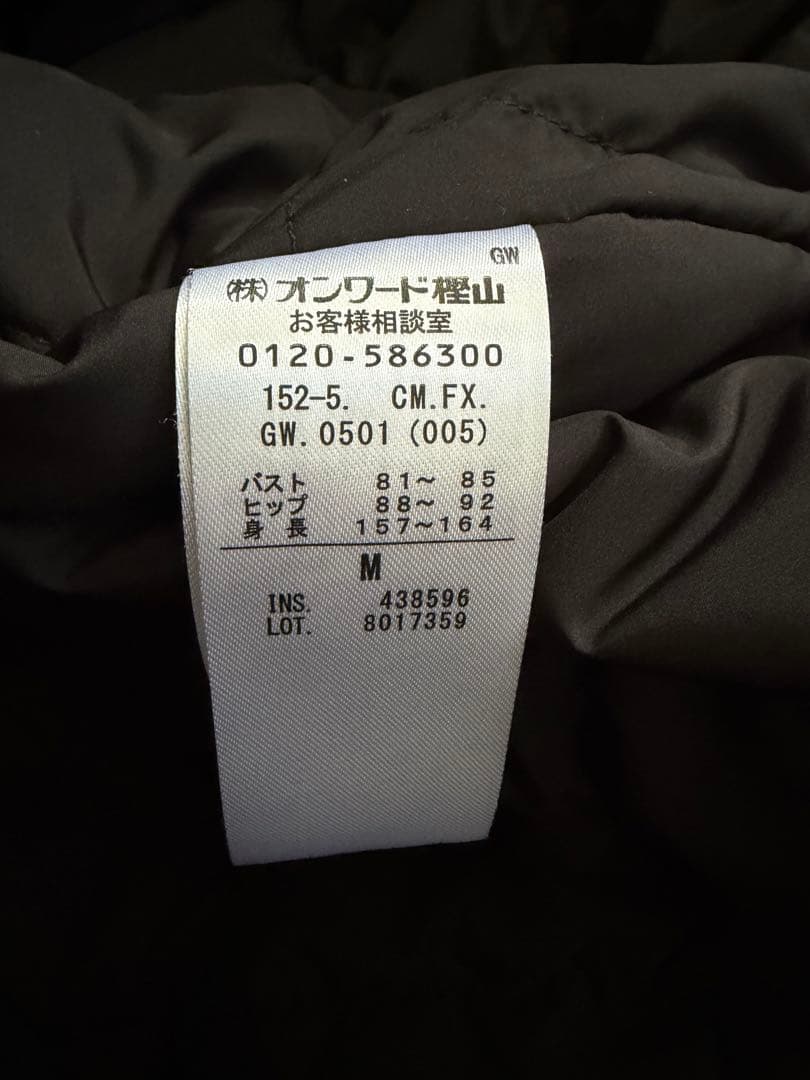 GW
㈱オンワード樫山
お客様相談室
0120-586300
152-5. CM.FX.
GW.0501(005)
バスト 81～ 85
ヒップ 88～ 92
身長 157～164
M
INS. 438596
LOT. 8017359